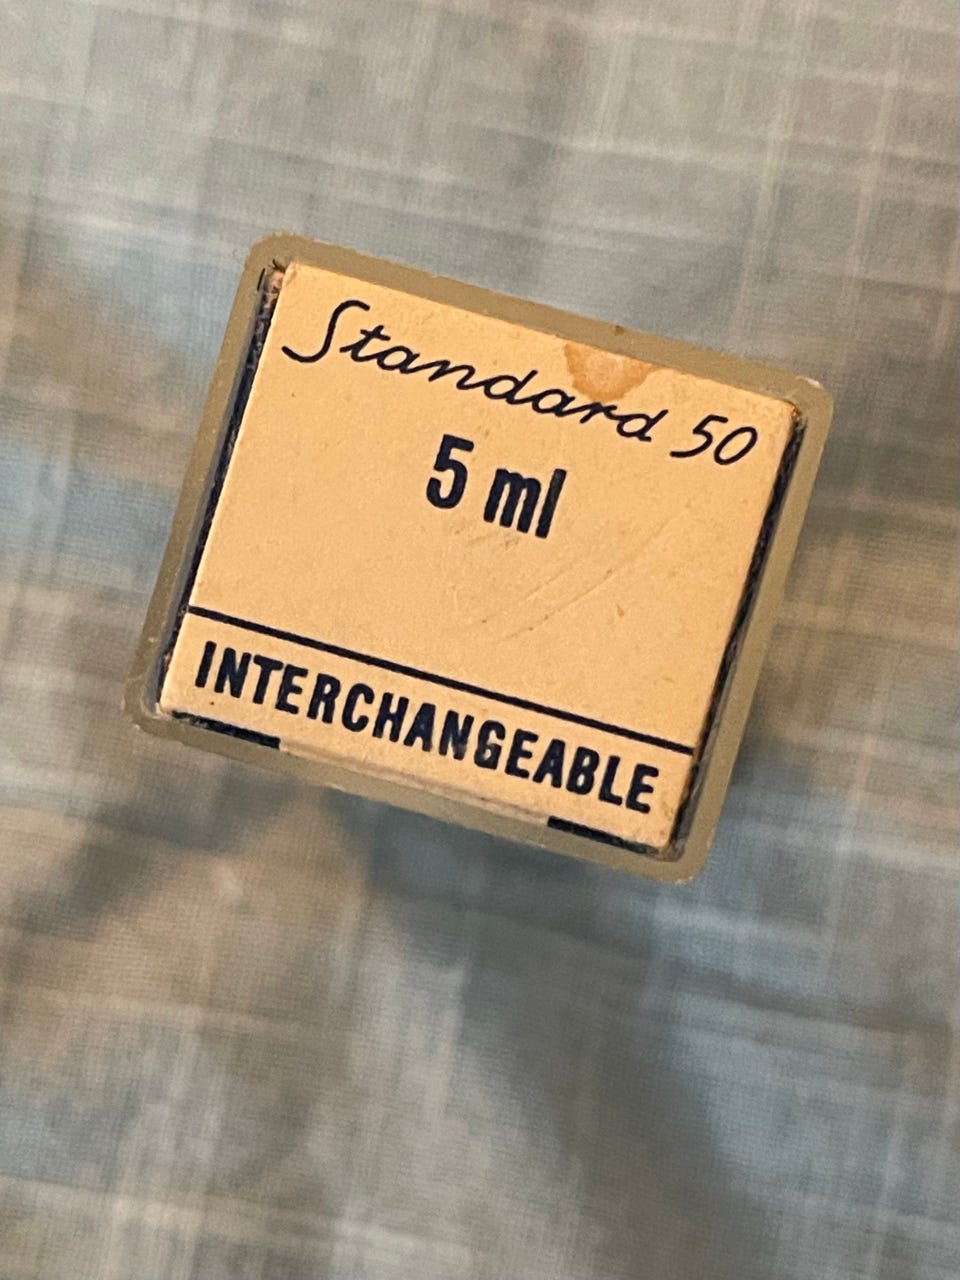 Standard 50
5 ml
INTERCHANGEABLE